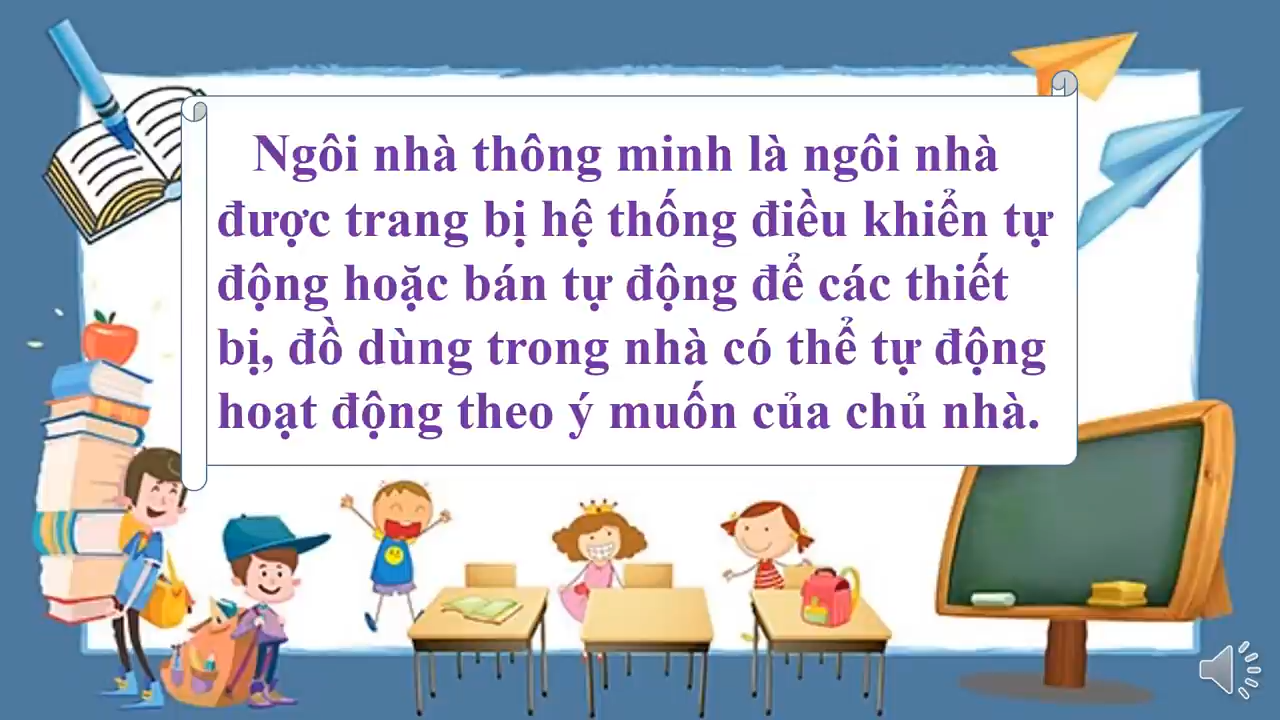 Ngôi nhà thông minh là ngôi nhà
được trang bị hệ thống điều khiển tự
động hoặc bán tự động để các thiết
bị, đồ dùng trong nhà có thể tự động
hoạt động theo ý muốn của chủ nhà.